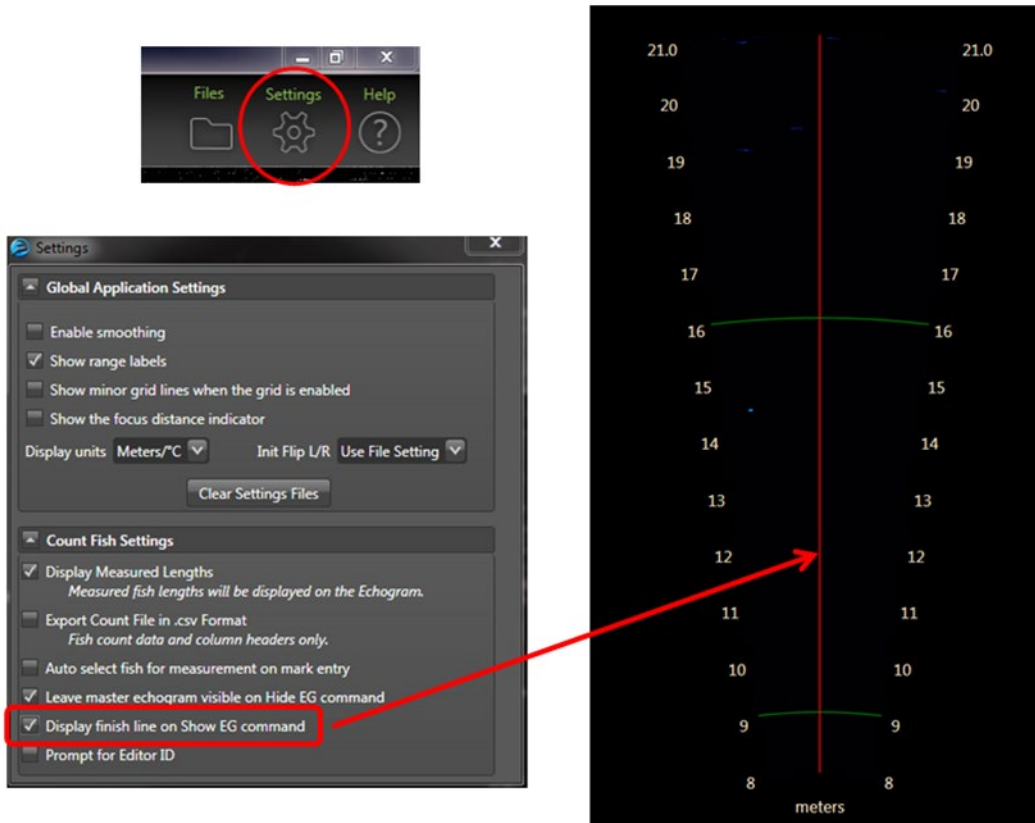 Files Settings Help
Settings
Global Application Settings
Enable smoothing
Show range labels
Show minor grid lines when the grid is enabled
Show the focus distance indicator
Display units Meters/°C Init Flip L/R Use File Setting
Clear Settings Files
Count Fish Settings
Display Measured Lengths
Measured fish lengths will be displayed on the Echogram.
Export Count File in .csv Format
Fish count data and column headers only.
Auto select fish for measurement on mark entry
Leave master echogram visible on Hide EG command
Display finish line on Show EG command
Prompt for Editor ID
21.0 21.0
20 20
19 19
18 18
17 17
16 16
15 15
14 14
13 13
12 12
11 11
10 10
9 9
8 8
meters